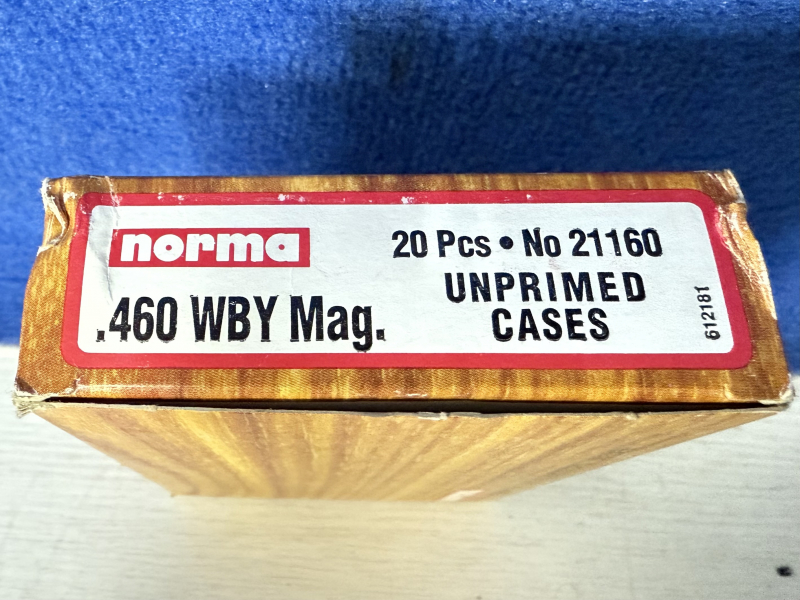 norma
.460 WBY Mag.
20 Pcs • No 21160
UNPRIMED
CASES
612181